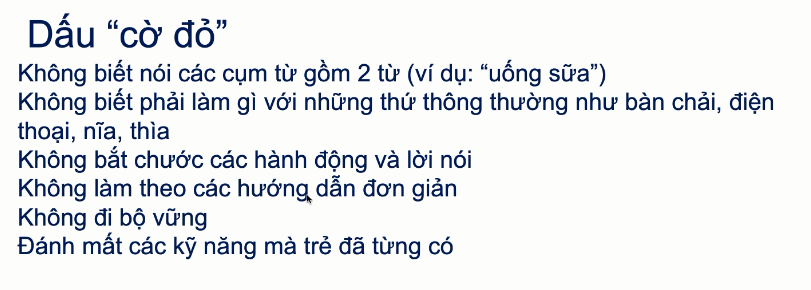 Dấu “cờ đỏ”
Không biết nói các cụm từ gồm 2 từ (ví dụ: “uống sữa”)
Không biết phải làm gì với những thứ thông thường như bàn chải, điện
thoại, nĩa, thìa
Không bắt chước các hành động và lời nói
Không làm theo các hướng dẫn đơn giản
Không đi bộ vững
Đánh mất các kỹ năng mà trẻ đã từng có